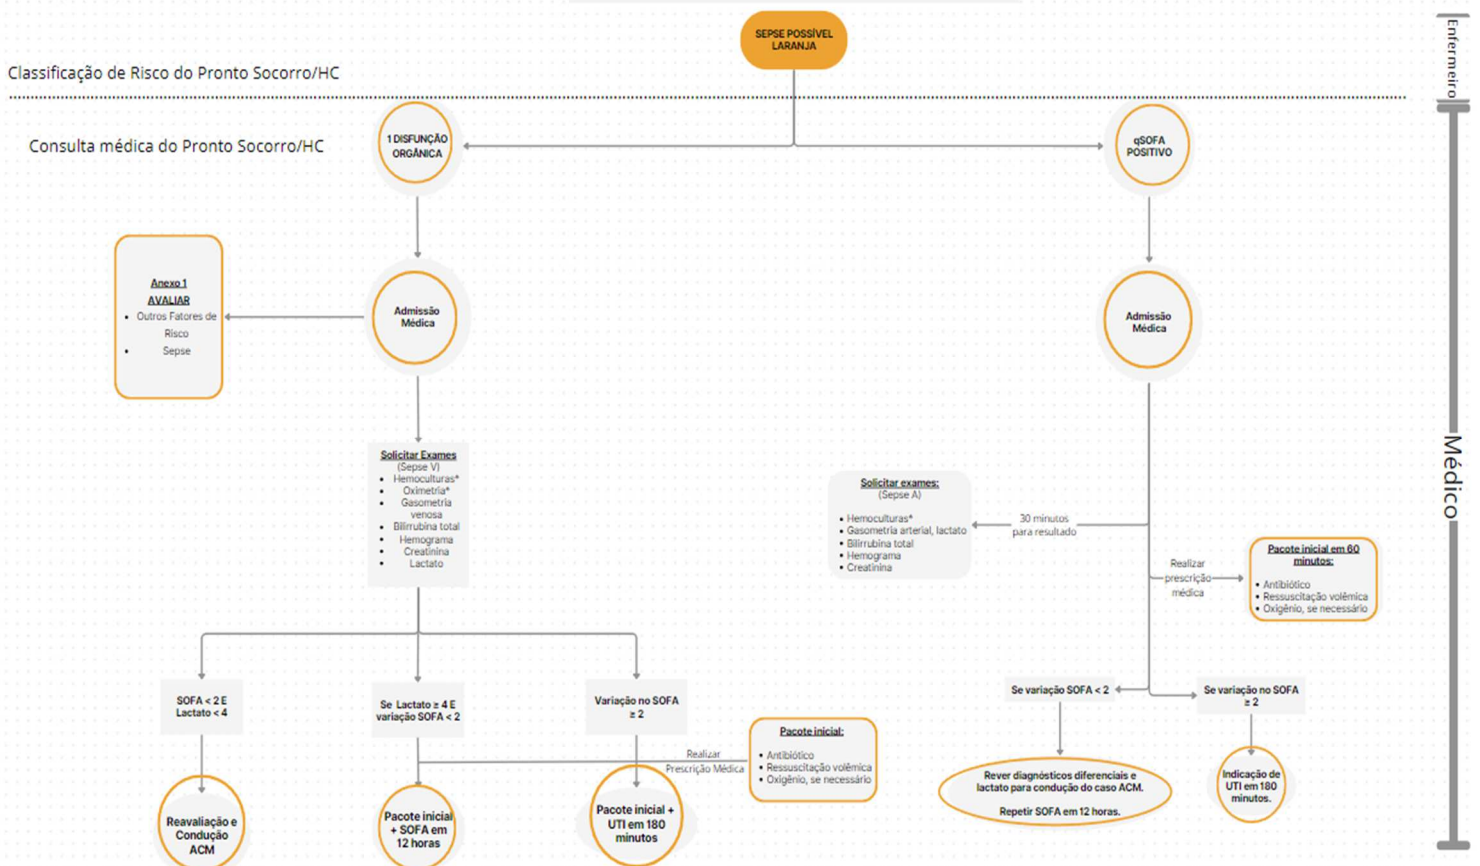 SEPSE POSSÍVEL
LARANJA
Enfermeiro
Classificação de Risco do Pronto Socorro/HC
Consulta médica do Pronto Socorro/HC
1 DISFUNÇÃO
ORGÂNICA
qSOFA
POSITIVO
Anexo 1
AVALIAR
• Outros Fatores de
Risco
• Sepse
Admissão
Médica
Admissão
Médica
Médico
Solicitar Exames
(Sepse V)
• Hemoculturas*
• Oximetria*
• Gasometria
venosa
• Bilirrubina total
• Hemograma
• Creatinina
• Lactato
Solicitar exames:
(Sepse A)
• Hemoculturas*
• Gasometria arterial, lactato
• Bilirrubina total
• Hemograma
• Creatinina
30 minutos
para resultado
Realizar
prescrição
médica
Pacote inicial em 60
minutos:
• Antibiótico
• Ressuscitação volêmica
• Oxigênio, se necessário
SOFA < 2 E
Lactato < 4
Se Lactato ≥ 4 E
variação SOFA < 2
Variação no SOFA
≥ 2
Se variação SOFA < 2
Se variação no SOFA
≥ 2
Realizar
Prescrição Médica
Pacote inicial:
• Antibiótico
• Ressuscitação volêmica
• Oxigênio, se necessário
Reavaliação e
Condução
ACM
Pacote inicial
+ SOFA em
12 horas
Pacote inicial +
UTI em 180
minutos
Rever diagnósticos diferenciais e
lactato para condução do caso ACM.
Repetir SOFA em 12 horas.
Indicação de
UTI em 180
minutos.